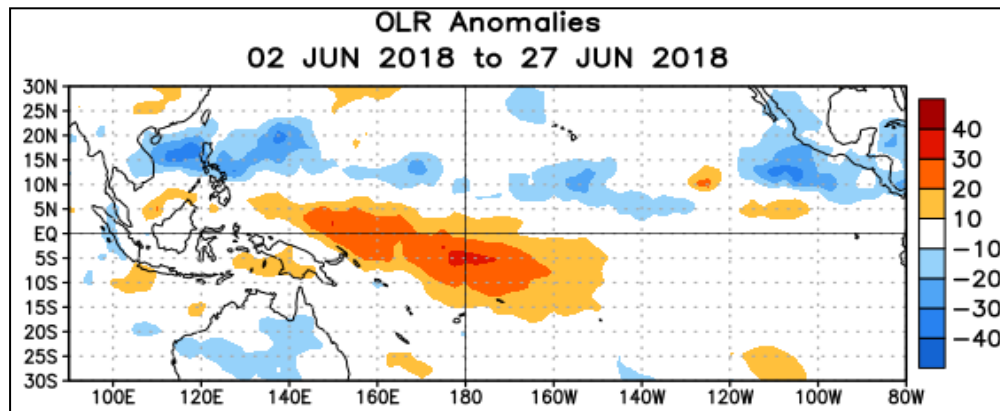 OLR Anomalies
02 JUN 2018 to 27 JUN 2018
30N
25N
20N
15N
10N
5N
EQ
5S
10S
15S
20S
25S
30S
100E 120E 140E 160E 180 160W 140W 120W 100W 80W
40
30
20
10
-10
-20
-30
-40